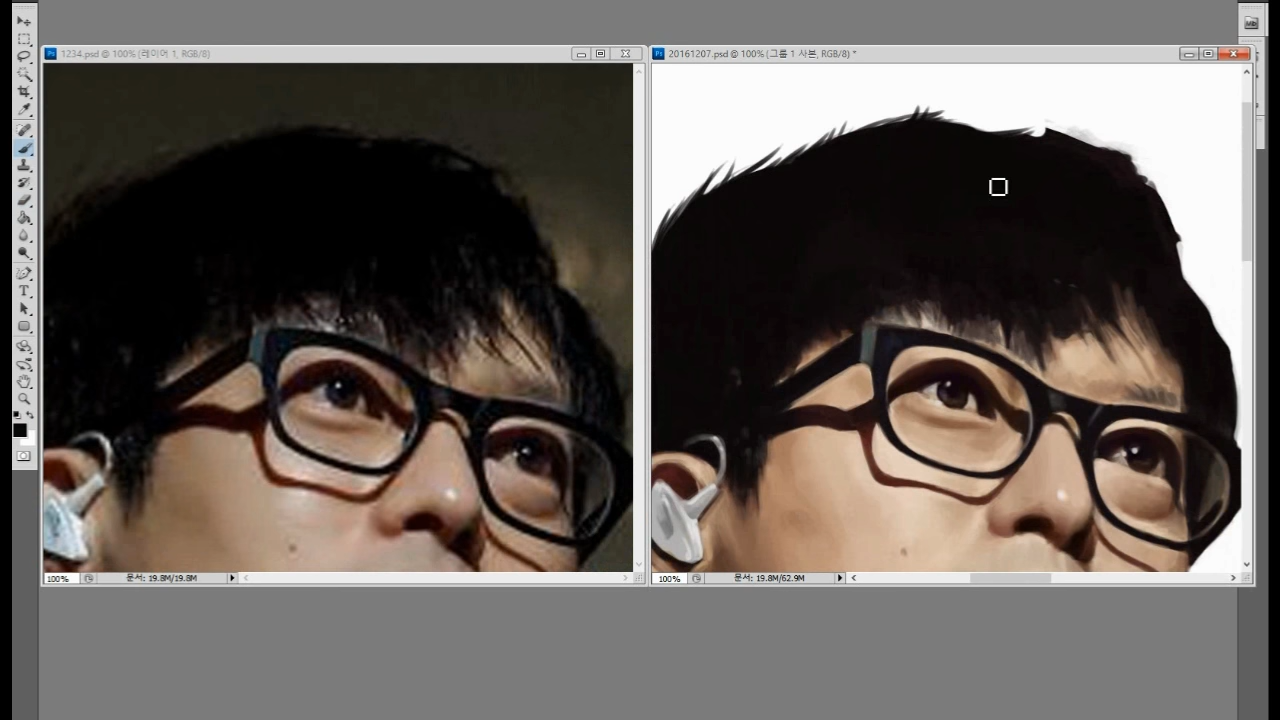 1234.psd @ 100% (레이어 1, RGB/8)
20161207.psd @ 100% (그룹 1 사본, RGB/8) *
100%
문서: 19.8M/19.8M
100%
문서: 19.8M/62.9M